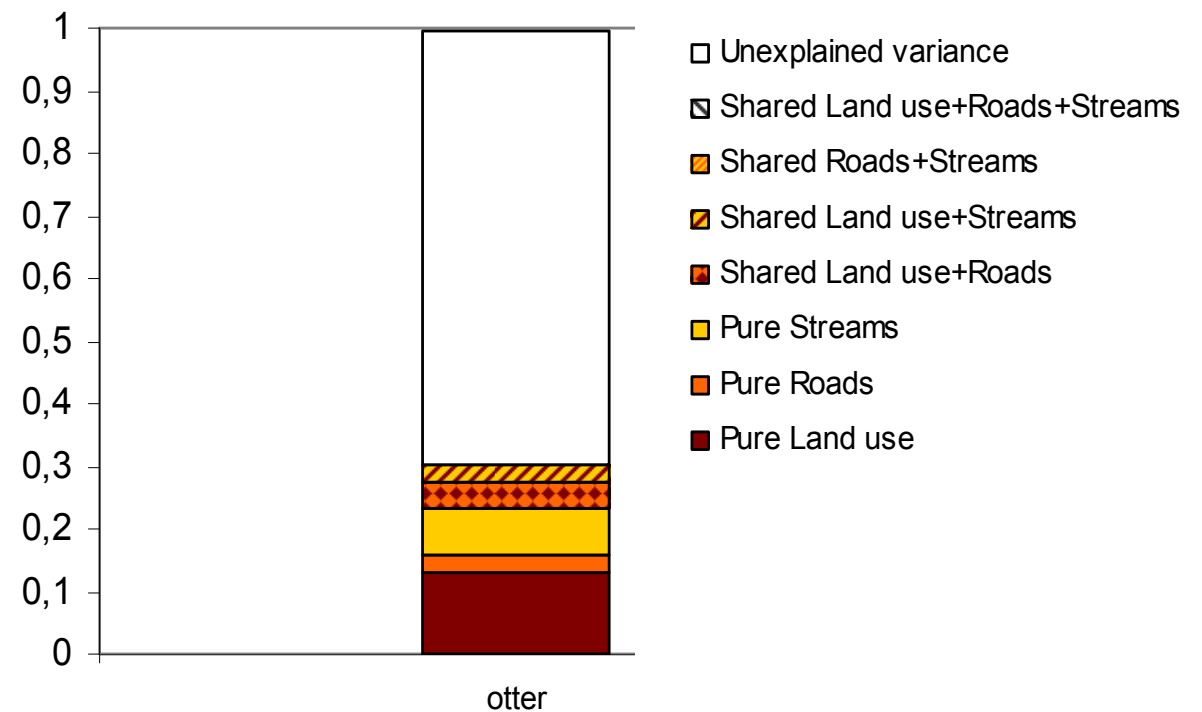 1
0,9
0,8
0,7
0,6
0,5
0,4
0,3
0,2
0,1
0
otter
Unexplained variance
Shared Land use+Roads+Streams
Shared Roads+Streams
Shared Land use+Streams
Shared Land use+Roads
Pure Streams
Pure Roads
Pure Land use